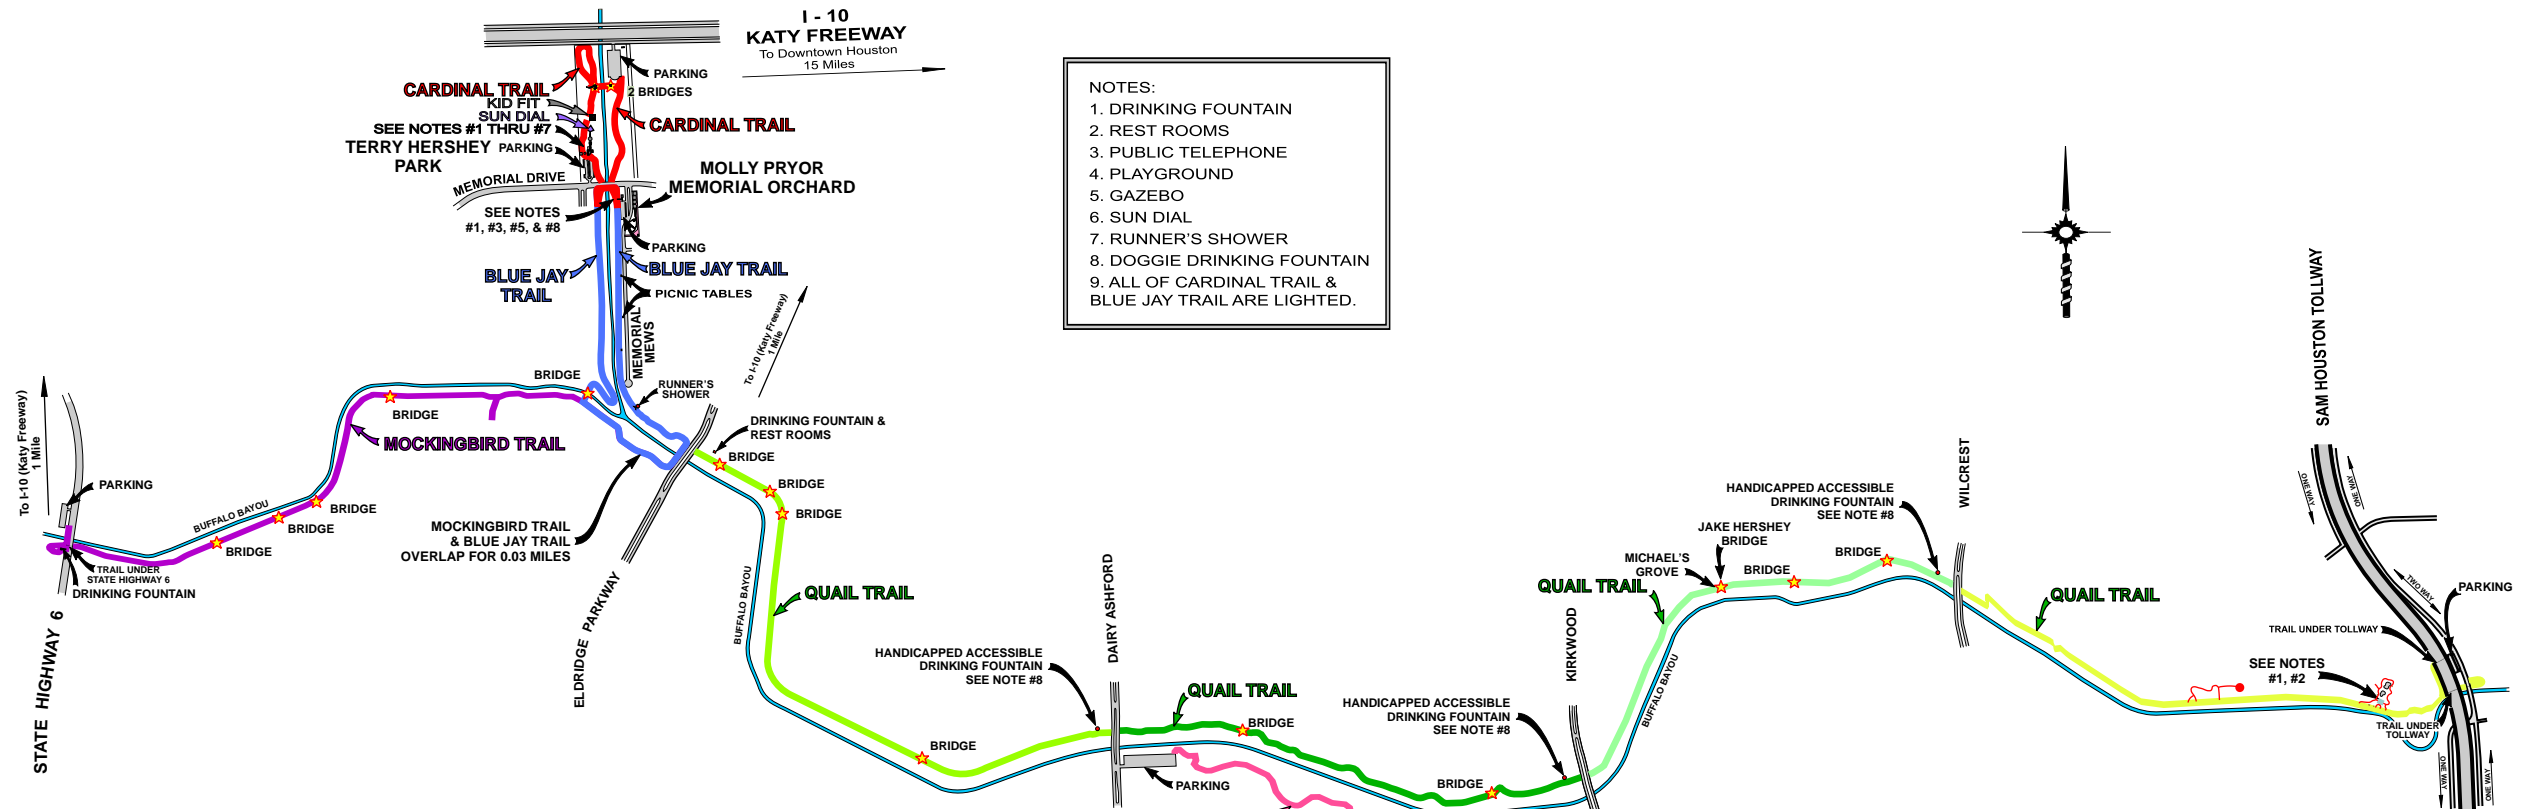 I - 10
KATY FREEWAY
To Downtown Houston
15 Miles
PARKING
CARDINAL TRAIL
2 BRIDGES
KID FIT
SUN DIAL
SEE NOTES #1 THRU #7
CARDINAL TRAIL
TERRY HERSHEY
PARK
PARKING
MEMORIAL DRIVE
MOLLY PRYOR
MEMORIAL ORCHARD
SEE NOTES
#1, #3, #5, & #8
PARKING
BLUE JAY
TRAIL
BLUE JAY TRAIL
PICNIC TABLES
MEMORIAL
MEWS
To I-10 (Katy Freeway)
1 Mile
NOTES:
1. DRINKING FOUNTAIN
2. REST ROOMS
3. PUBLIC TELEPHONE
4. PLAYGROUND
5. GAZEBO
6. SUN DIAL
7. RUNNER'S SHOWER
8. DOGGIE DRINKING FOUNTAIN
9. ALL OF CARDINAL TRAIL &
BLUE JAY TRAIL ARE LIGHTED.
To I-10 (Katy Freeway)
1 Mile
PARKING
BRIDGE
BRIDGE
RUNNER'S
SHOWER
MOCKINGBIRD TRAIL
BUFFALO BAYOU
BRIDGE
BRIDGE
BRIDGE
TRAIL UNDER
STATE HIGHWAY 6
DRINKING FOUNTAIN
STATE HIGHWAY 6
MOCKINGBIRD TRAIL
& BLUE JAY TRAIL
OVERLAP FOR 0.03 MILES
DRINKING FOUNTAIN &
REST ROOMS
BRIDGE
BRIDGE
BRIDGE
ELDRIDGE PARKWAY
BUFFALO BAYOU
QUAIL TRAIL
HANDICAPPED ACCESSIBLE
DRINKING FOUNTAIN
SEE NOTE #8
BRIDGE
DAIRY ASHFORD
QUAIL TRAIL
BRIDGE
PARKING
HANDICAPPED ACCESSIBLE
DRINKING FOUNTAIN
SEE NOTE #8
BRIDGE
KIRKWOOD
QUAIL TRAIL
BUFFALO BAYOU
MICHAEL'S
GROVE
JAKE HERSHEY
BRIDGE
BRIDGE
BRIDGE
HANDICAPPED ACCESSIBLE
DRINKING FOUNTAIN
SEE NOTE #8
WILCREST
QUAIL TRAIL
SAM HOUSTON TOLLWAY
ONE WAY
ONE WAY
TWO WAY
PARKING
TRAIL UNDER TOLLWAY
SEE NOTES
#1, #2
TRAIL UNDER
TOLLWAY
ONE WAY
ONE WAY